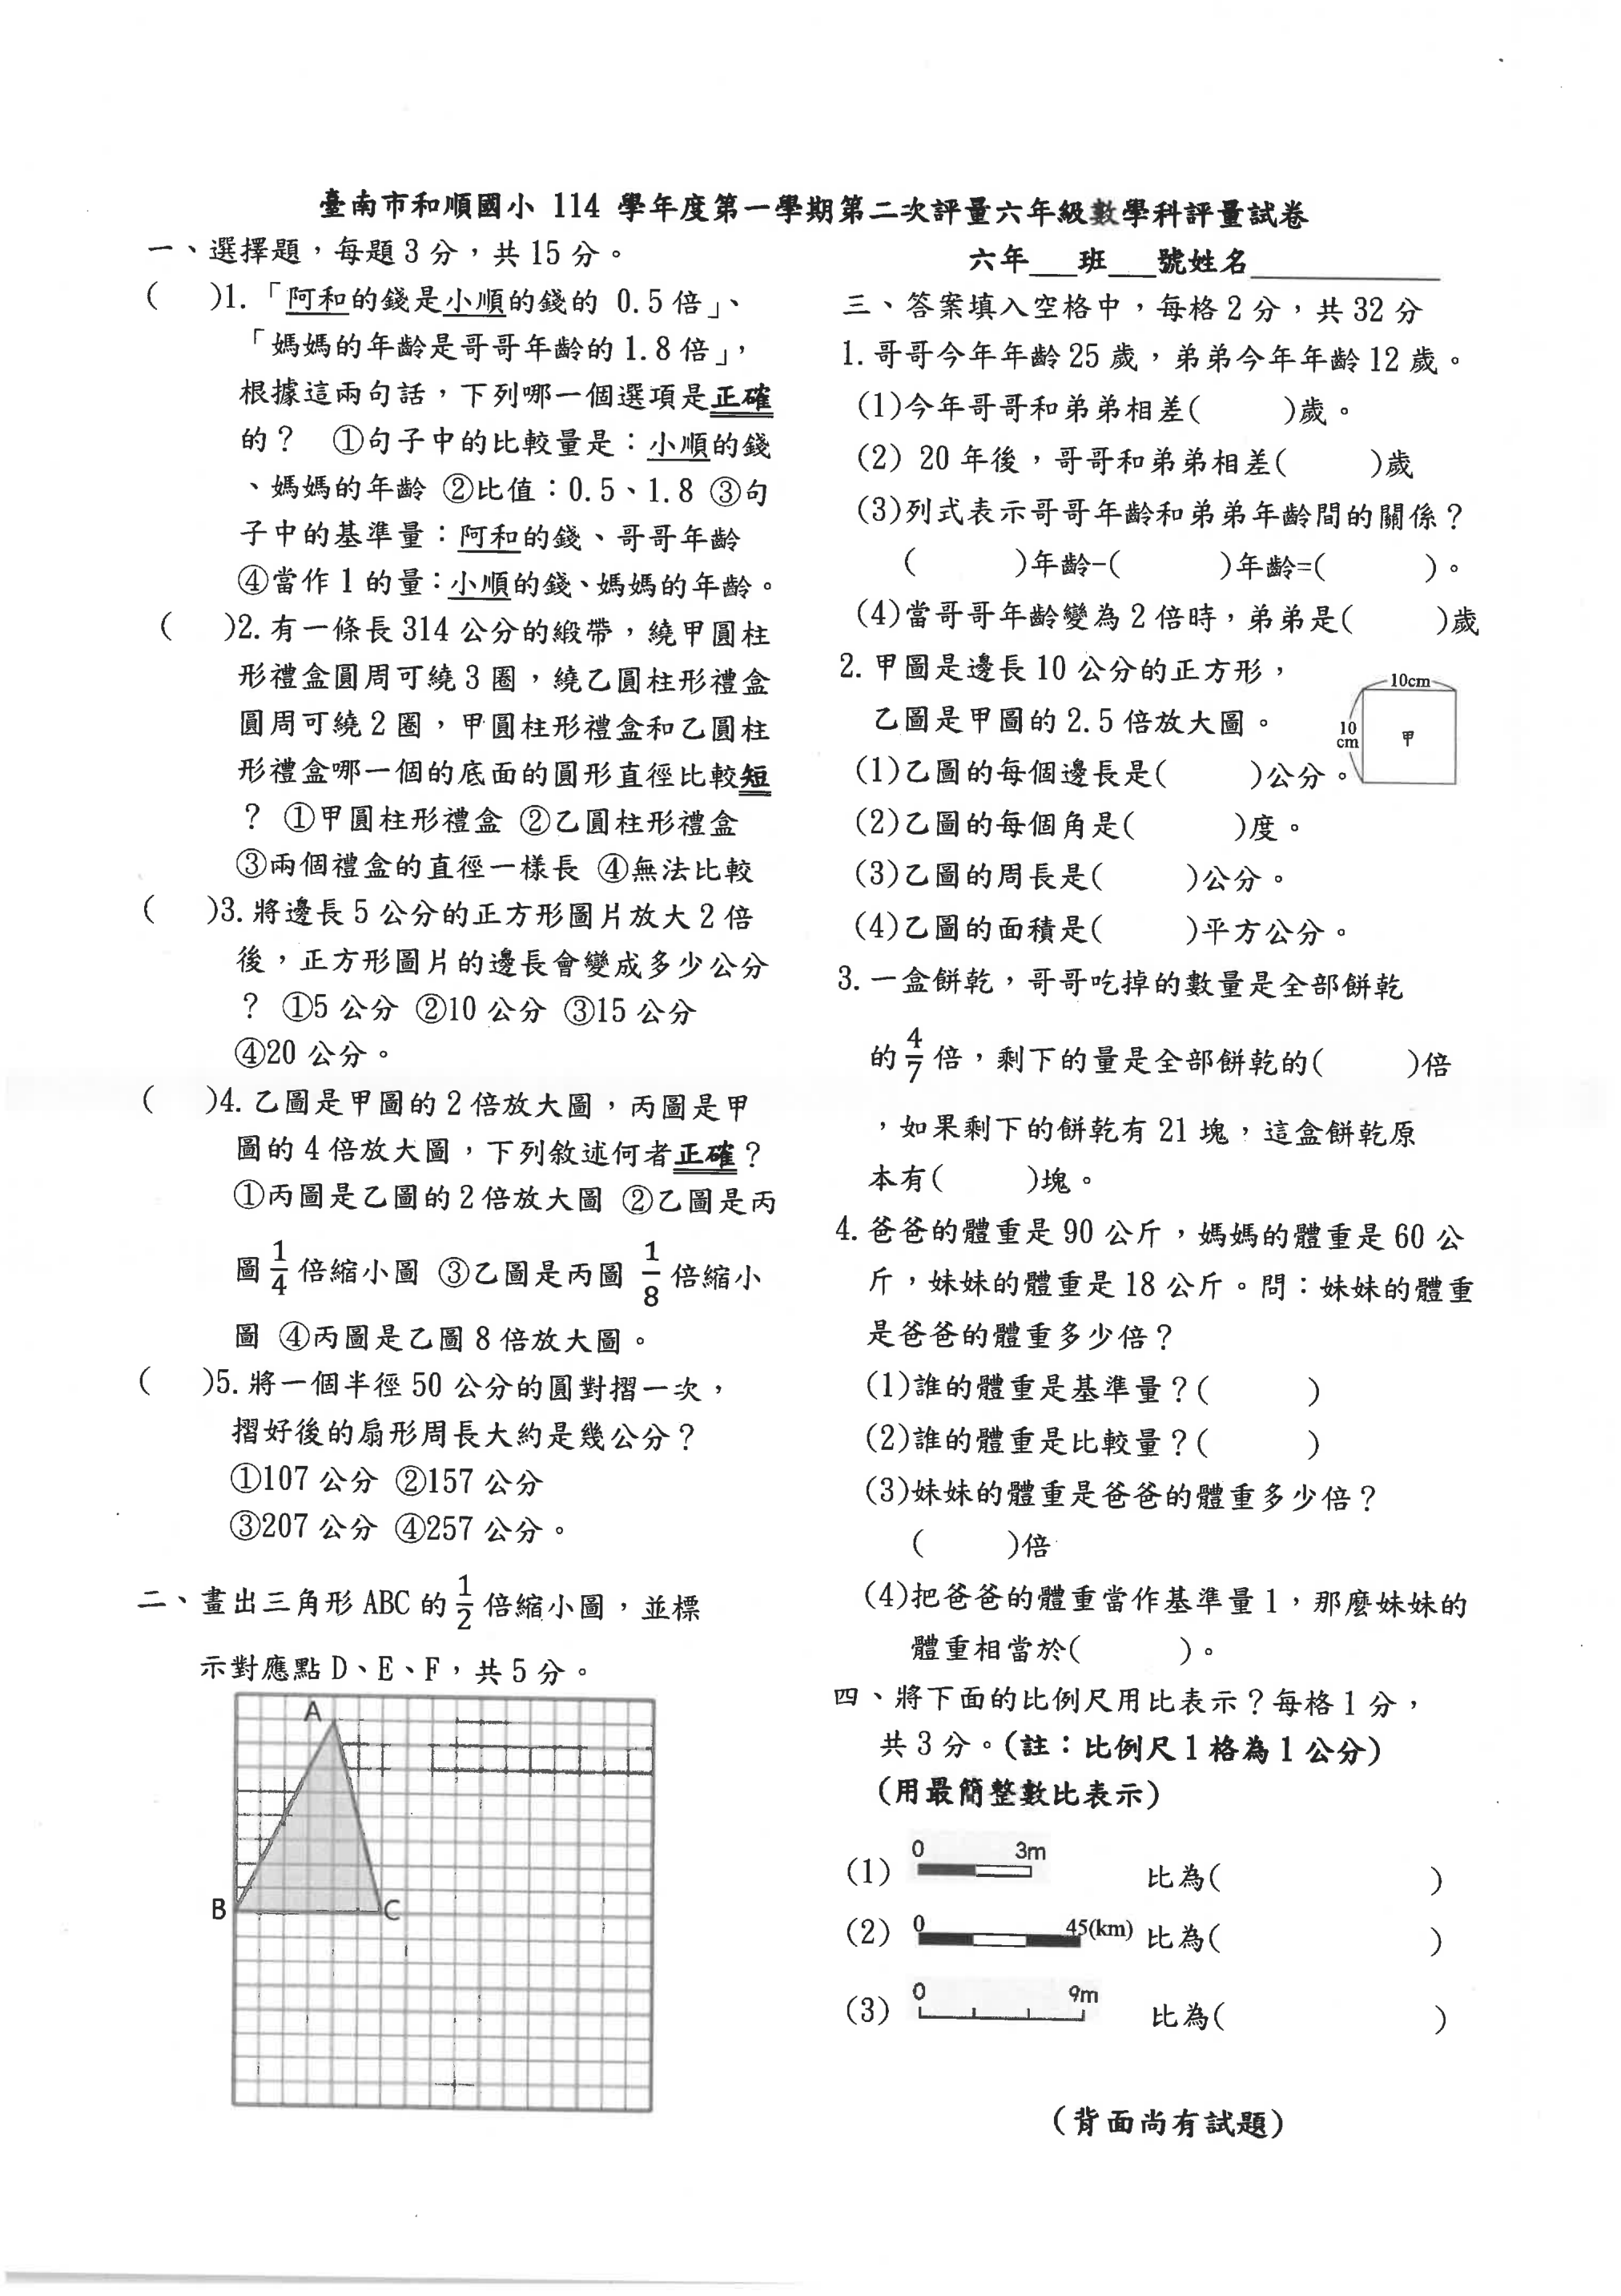 臺南市和順國小 114 學年度第一學期第二次評量六年級數學科評量試卷
六年___班___號姓名____________
一、選擇題，每題3分，共15分。
(　)1.「阿和的錢是小順的錢的 0.5倍」、
「媽媽的年齡是哥哥年齡的1.8倍」，
根據這兩句話，下列哪一個選項是正確
的？　①句子中的比較量是：小順的錢
、媽媽的年齡 ②比值：0.5、1.8 ③句
子中的基準量：阿和的錢、哥哥年齡
④當作1的量：小順的錢、媽媽的年齡。
(　)2.有一條長314公分的緞帶，繞甲圓柱
形禮盒圓周可繞3圈，繞乙圓柱形禮盒
圓周可繞2圈，甲圓柱形禮盒和乙圓柱
形禮盒哪一個的底面的圓形直徑比較短
？ ①甲圓柱形禮盒 ②乙圓柱形禮盒
③兩個禮盒的直徑一樣長 ④無法比較
(　)3.將邊長5公分的正方形圖片放大2倍
後，正方形圖片的邊長會變成多少公分
？ ①5公分 ②10公分 ③15公分
④20公分。
(　)4.乙圖是甲圖的2倍放大圖，丙圖是甲
圖的4倍放大圖，下列敘述何者正確？
①丙圖是乙圖的2倍放大圖 ②乙圖是丙
圖1/4倍縮小圖 ③乙圖是丙圖1/8倍縮小
圖 ④丙圖是乙圖8倍放大圖。
(　)5.將一個半徑50公分的圓對摺一次，
摺好後的扇形周長大約是幾公分？
①107公分 ②157公分
③207公分 ④257公分。
二、畫出三角形ABC的1/2倍縮小圖，並標
示對應點D、E、F，共5分。
A
B
C
三、答案填入空格中，每格2分，共32分
1.哥哥今年年齡25歲，弟弟今年年齡12歲。
(1)今年哥哥和弟弟相差(　　)歲。
(2) 20年後，哥哥和弟弟相差(　　)歲
(3)列式表示哥哥年齡和弟弟年齡間的關係？
(　　)年齡-(　　)年齡=(　　)。
(4)當哥哥年齡變為2倍時，弟弟是(　　)歲
2.甲圖是邊長10公分的正方形，
乙圖是甲圖的2.5倍放大圖。
10cm
10
cm
甲
(1)乙圖的每個邊長是(　　)公分。
(2)乙圖的每個角是(　　)度。
(3)乙圖的周長是(　　)公分。
(4)乙圖的面積是(　　)平方公分。
3.一盒餅乾，哥哥吃掉的數量是全部餅乾
的4/7倍，剩下的量是全部餅乾的(　　)倍
，如果剩下的餅乾有21塊，這盒餅乾原
本有(　　)塊。
4.爸爸的體重是90公斤，媽媽的體重是60公
斤，妹妹的體重是18公斤。問：妹妹的體重
是爸爸的體重多少倍？
(1)誰的體重是基準量？(　　)
(2)誰的體重是比較量？(　　)
(3)妹妹的體重是爸爸的體重多少倍？
(　　)倍
(4)把爸爸的體重當作基準量1，那麼妹妹的
體重相當於(　　)。
四、將下面的比例尺用比表示？每格1分，
共3分。(註：比例尺1格為1公分)
(用最簡整數比表示)
(1) 0 3m 比為(　　)
(2) 0 45(km) 比為(　　)
(3) 0 9m 比為(　　)
(背面尚有試題)